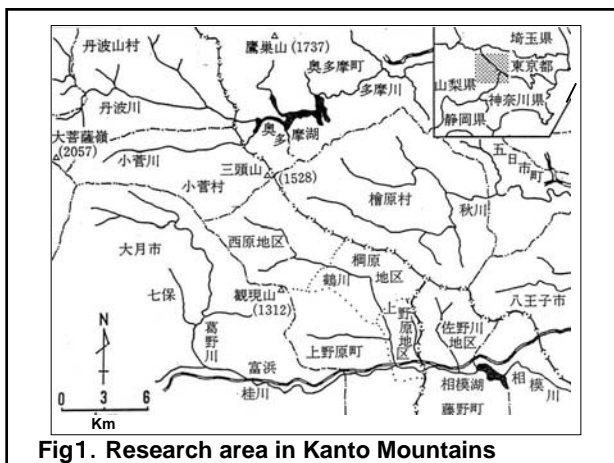 丹波山村
鷹巣山(1737)
奥多摩町
多摩川
丹波川
奥多摩湖
大菩薩嶺
(2057)
小菅川
三頭山
(1528)
小菅村
埼玉県
東京都
山梨県
神奈川県
静岡県
五日市町
檜原村
秋川
大月市
西原地区
棡原
地区
鶴川
七保
観現山
(1312)
上野原地区
佐野川
地区
八王子市
葛野川
上野原町
富浜
桂川
相模湖
相模川
藤野町
N
0 3 6
Km
Fig1. Research area in Kanto Mountains